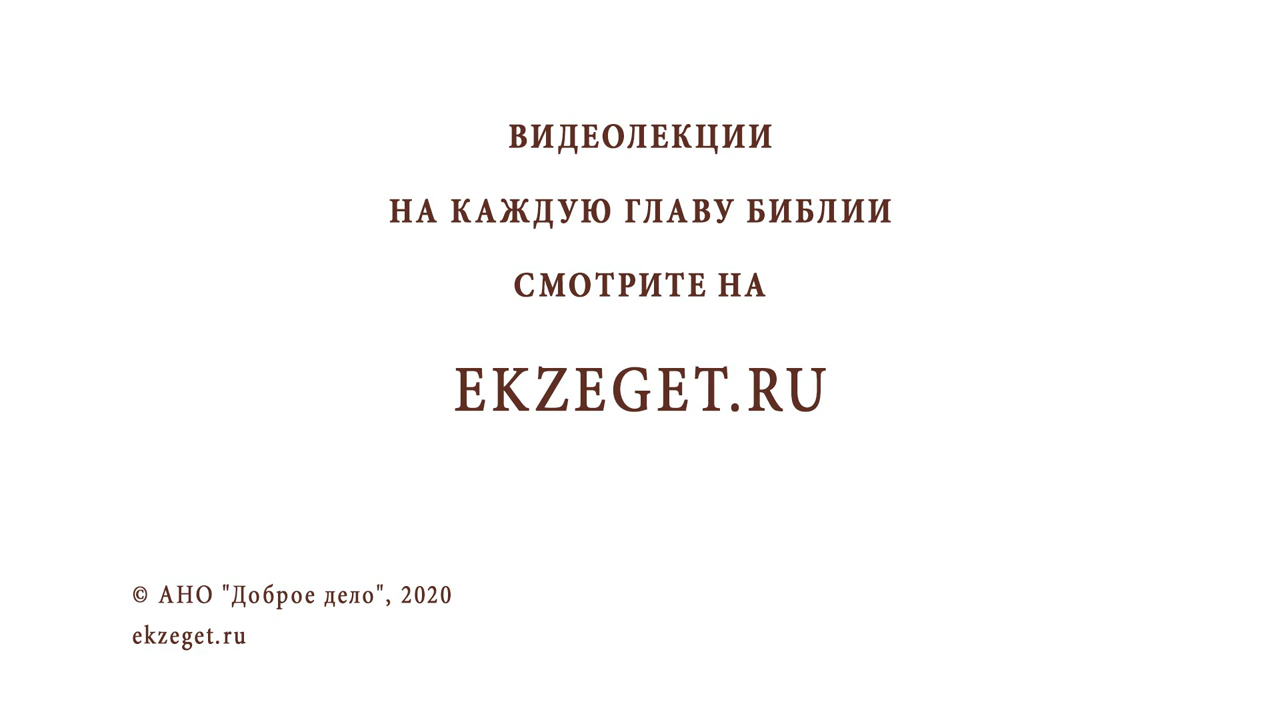 ВИДЕОЛЕКЦИИ
НА КАЖДУЮ ГЛАВУ БИБЛИИ
СМОТРИТЕ НА
EKZEGET.RU
© АНО "Доброе дело", 2020
ekzeget.ru